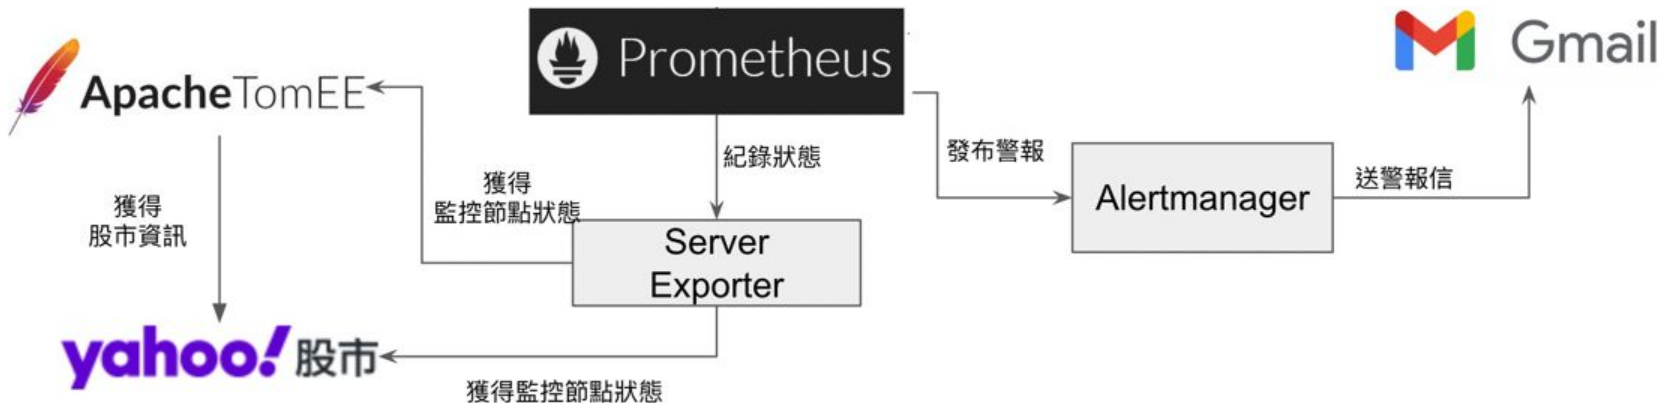 Prometheus
Gmail
ApacheTomEE
紀錄狀態
發布警報
獲得
監控節點狀態
送警報信
Alertmanager
獲得
股市資訊
Server
Exporter
yahoo!股市
獲得監控節點狀態